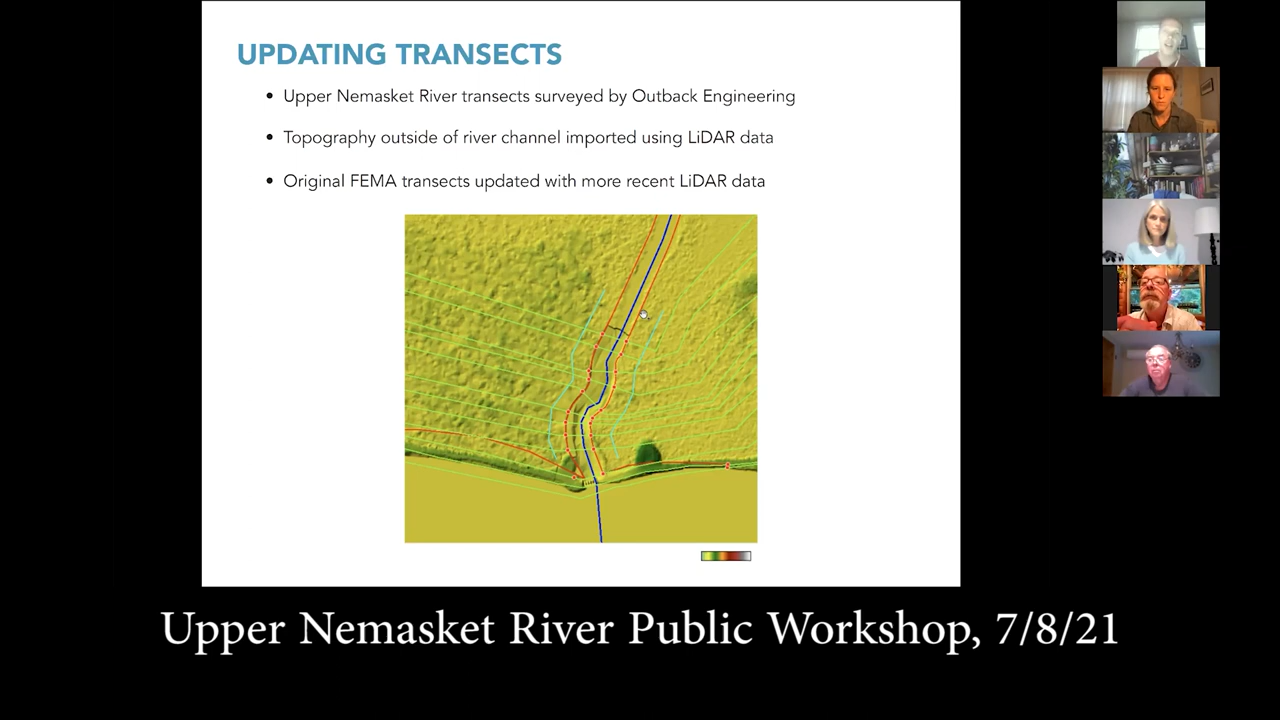 UPDATING TRANSECTS
• Upper Nemasket River transects surveyed by Outback Engineering
• Topography outside of river channel imported using LiDAR data
• Original FEMA transects updated with more recent LiDAR data
Upper Nemasket River Public Workshop, 7/8/21